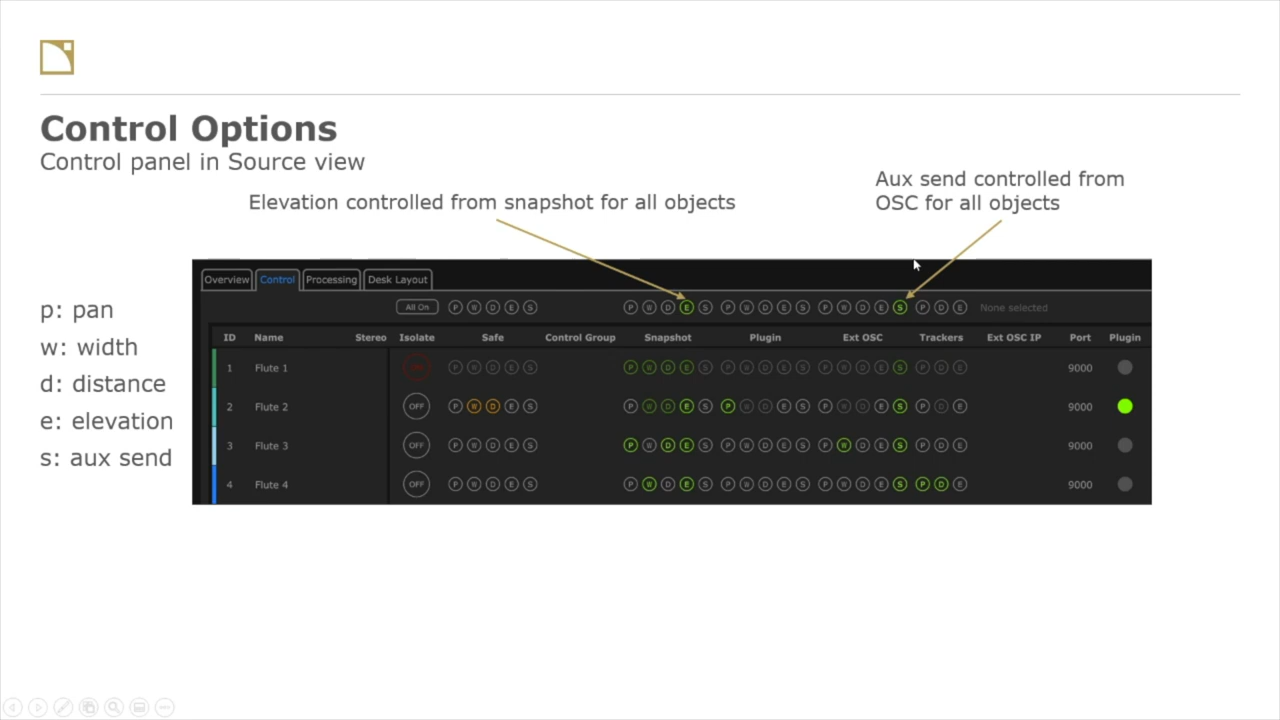 Control Options
Control panel in Source view
Elevation controlled from snapshot for all objects
Aux send controlled from
OSC for all objects
p: pan
w: width
d: distance
e: elevation
s: aux send
Overview Control Processing Desk Layout
All On P W D E S P W D E S P W D E S P W D E S P D E None selected
ID Name Stereo Isolate Safe Control Group Snapshot Plugin Ext OSC Trackers Ext OSC IP Port Plugin
1 Flute 1 P W D E S P W D E S P W D E S P W D E S P D E 9000
2 Flute 2 OFF P W D E S P W D E S P W D E S P W D E S P D E 9000
3 Flute 3 OFF P W D E S P W D E S P W D E S P W D E S P D E 9000
4 Flute 4 OFF P W D E S P W D E S P W D E S P W D E S P D E 9000